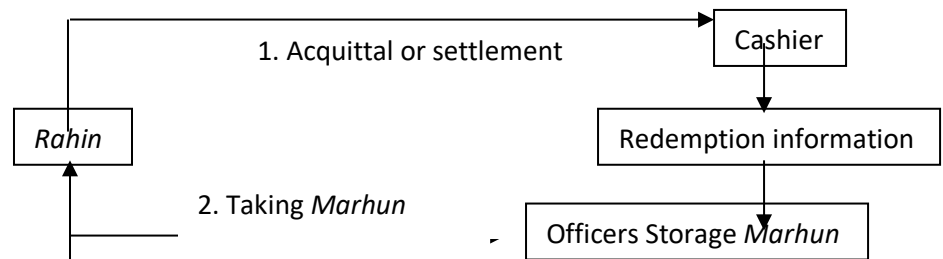 1. Acquittal or settlement
Cashier
Rahin
Redemption information
2. Taking Marhun
Officers Storage Marhun